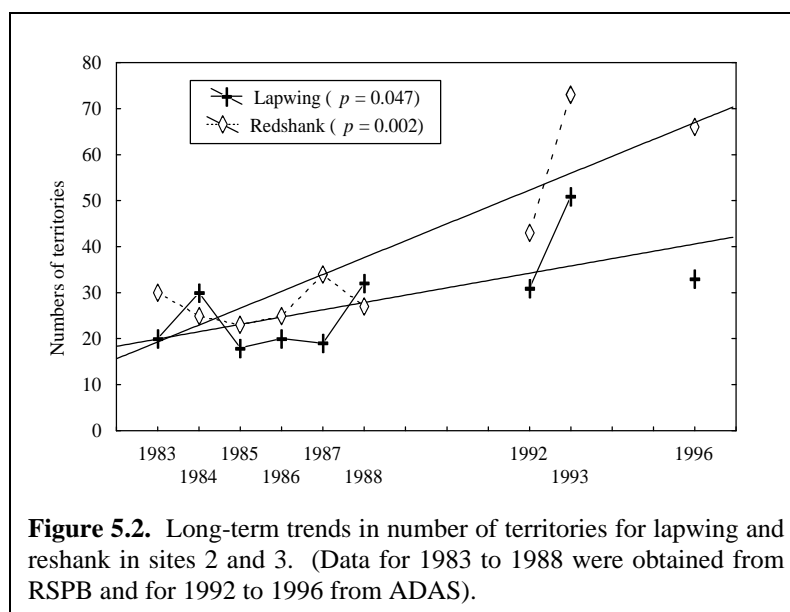 80
70
60
50
40
30
20
10
0
Numbers of territories
Lapwing ( p = 0.047)
Redshank ( p = 0.002)
1983 1985 1987 1992 1996
1984 1986 1988 1993
Figure 5.2. Long-term trends in number of territories for lapwing and
reshank in sites 2 and 3. (Data for 1983 to 1988 were obtained from
RSPB and for 1992 to 1996 from ADAS).